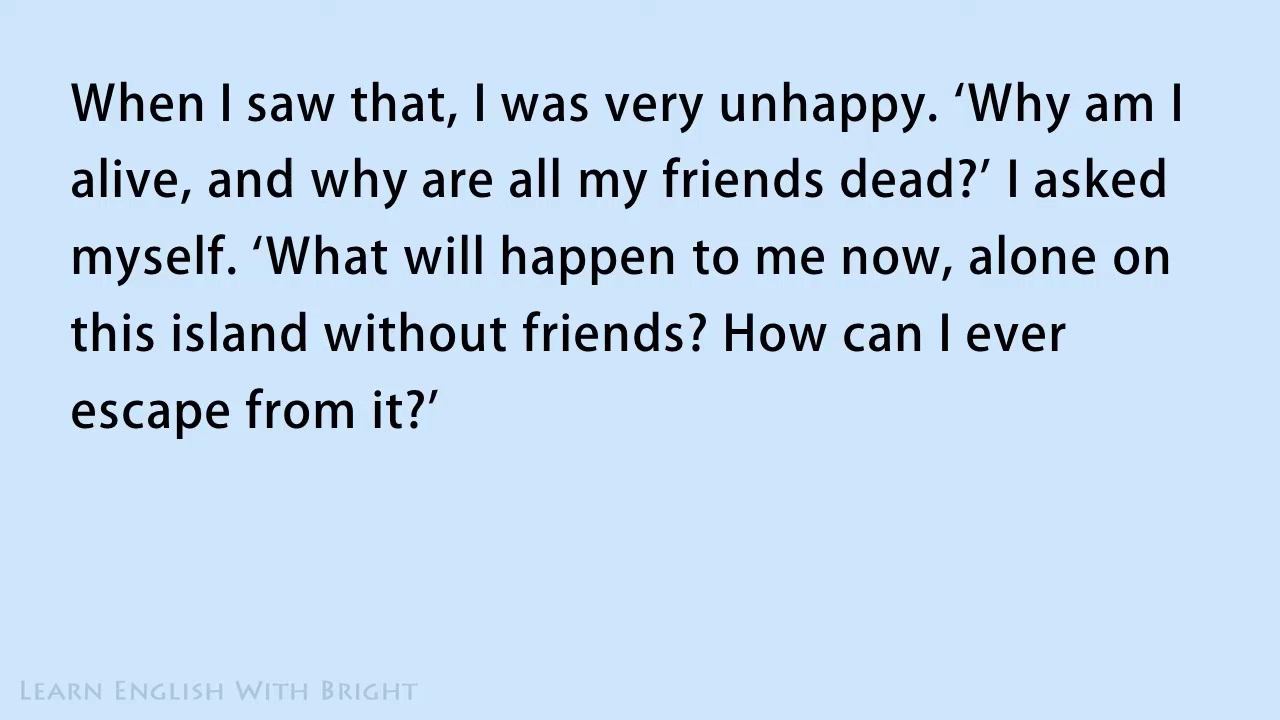 When I saw that, I was very unhappy. ‘Why am I
alive, and why are all my friends dead?’ I asked
myself. ‘What will happen to me now, alone on
this island without friends? How can I ever
escape from it?’
LEARN ENGLISH WITH BRIGHT